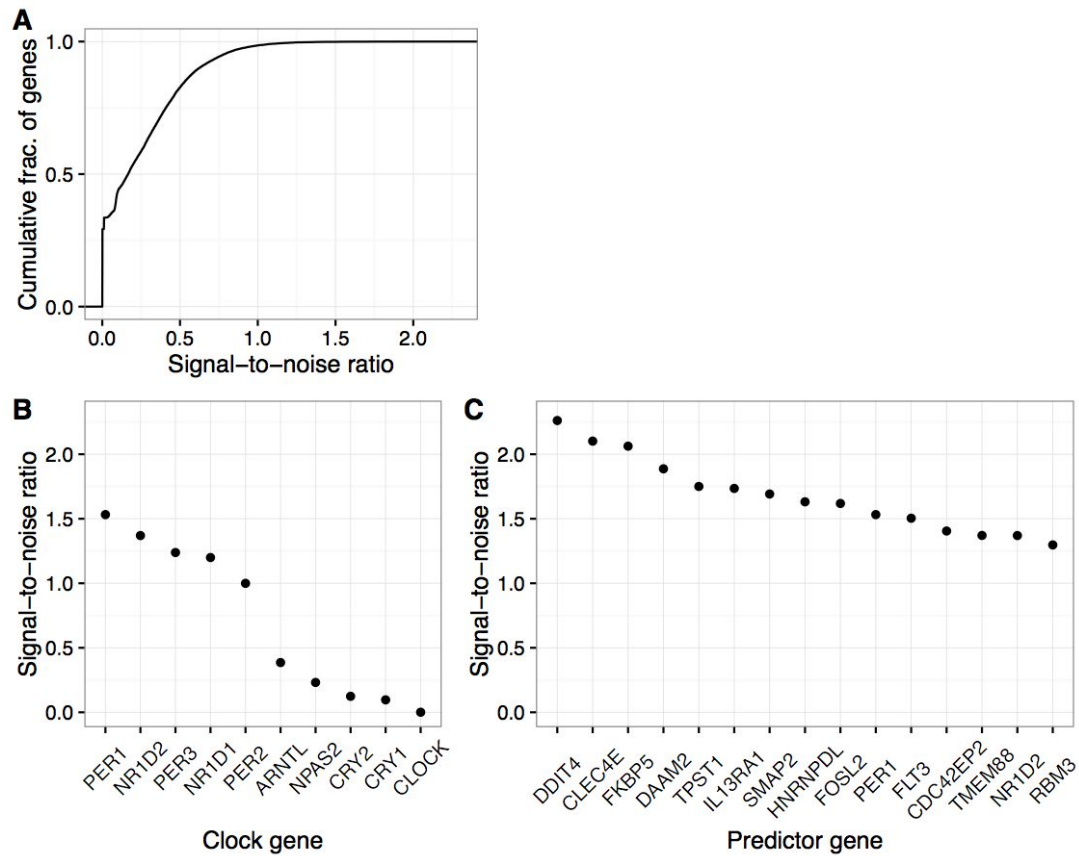 A
Cumulative frac. of genes
1.0
0.5
0.0
0.0 0.5 1.0 1.5 2.0
Signal−to−noise ratio
B
Signal−to−noise ratio
2.0
1.5
1.0
0.5
0.0
PER1 NR1D2 PER3 NR1D1 PER2 ARNTL NPAS2 CRY2 CRY1 CLOCK
Clock gene
C
Signal−to−noise ratio
2.0
1.5
1.0
0.5
0.0
DDIT4 CLEC4E FKBP5 DAAM2 TPST1 IL13RA1 SMAP2 HNRNPDL FOSL2 PER1 FLT3 CDC42EP2 TMEM88 NR1D2 RBM3
Predictor gene